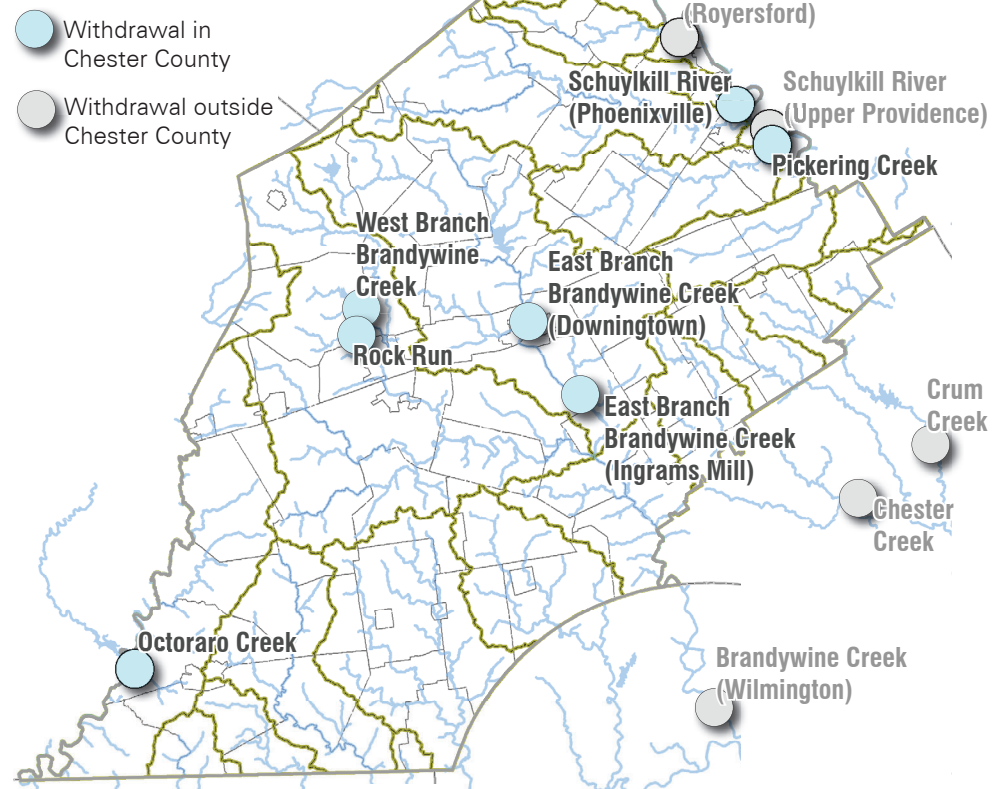 Withdrawal in
Chester County
Withdrawal outside
Chester County
(Royersford)
Schuylkill River
(Phoenixville)
Schuylkill River
(Upper Providence)
Pickering Creek
West Branch
Brandywine
Creek
Rock Run
East Branch
Brandywine Creek
(Downingtown)
East Branch
Brandywine Creek
(Ingrams Mill)
Crum
Creek
Chester
Creek
Octoraro Creek
Brandywine Creek
(Wilmington)